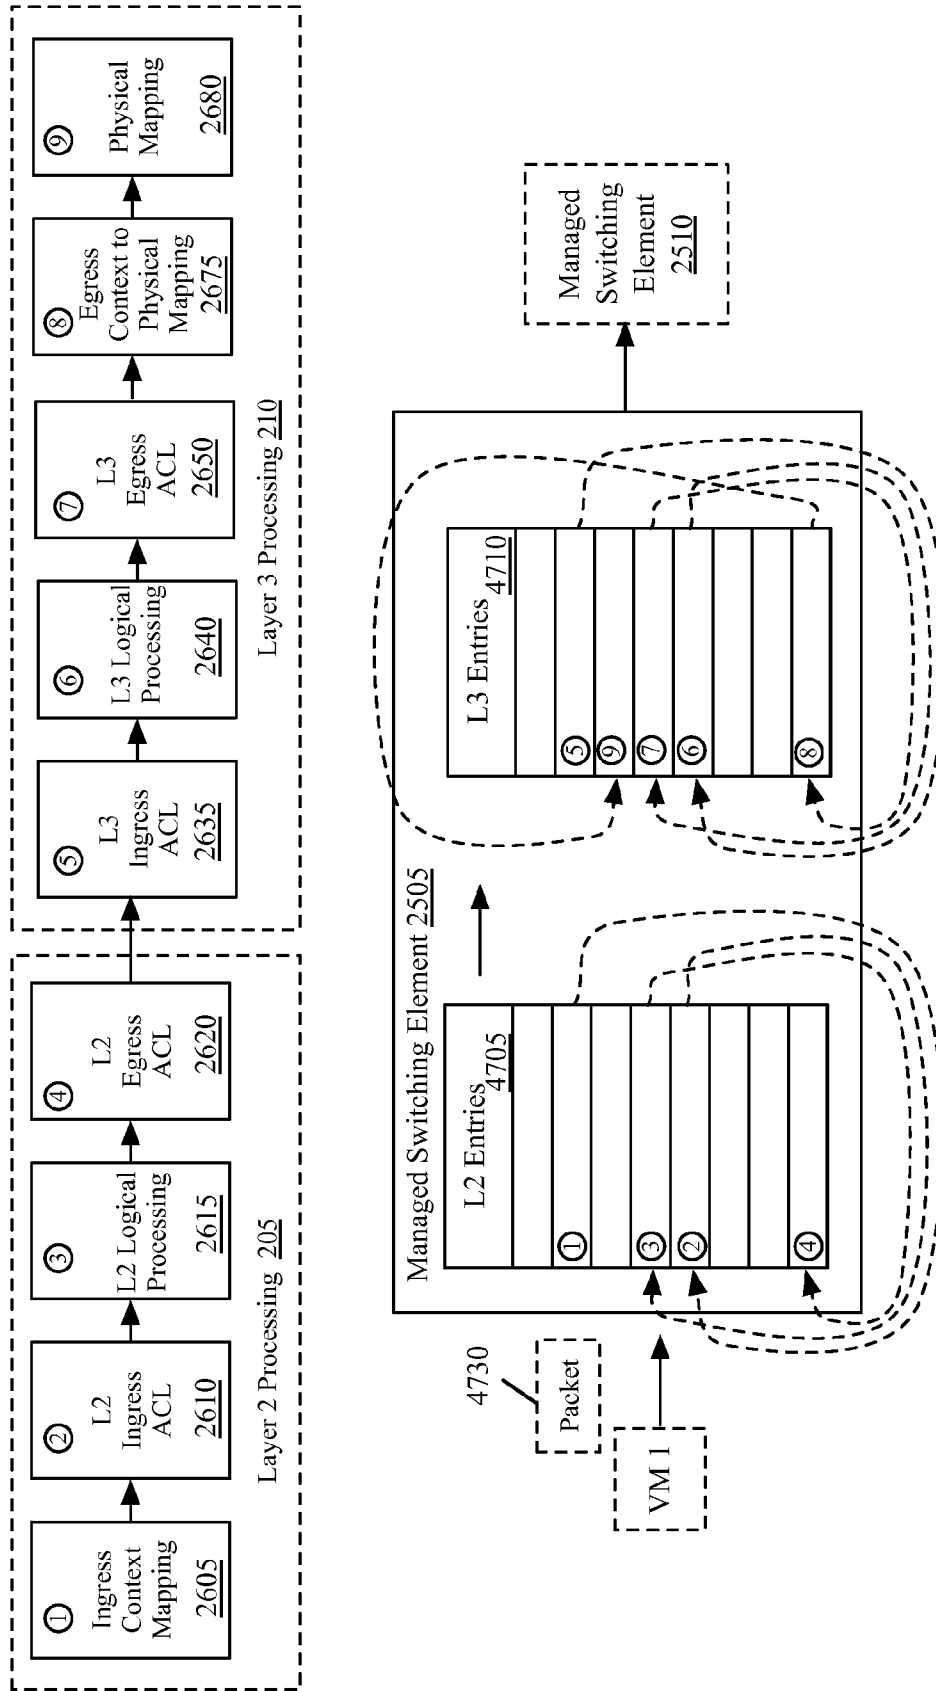 ①
Ingress
Context
Mapping
2605
②
L2
Ingress
ACL
2610
③
L2 Logical
Processing
2615
④
L2
Egress
ACL
2620
Layer 2 Processing 205
⑤
L3
Ingress
ACL
2635
⑥
L3 Logical
Processing
2640
⑦
L3
Egress
ACL
2650
⑧
Egress
Context to
Physical
Mapping
2675
⑨
Physical
Mapping
2680
Layer 3 Processing 210
4730
Packet
VM 1
Managed Switching Element 2505
L2 Entries
4705
①
③
②
④
L3 Entries
4710
⑤
⑨
⑦
⑥
⑧
Managed
Switching
Element
2510